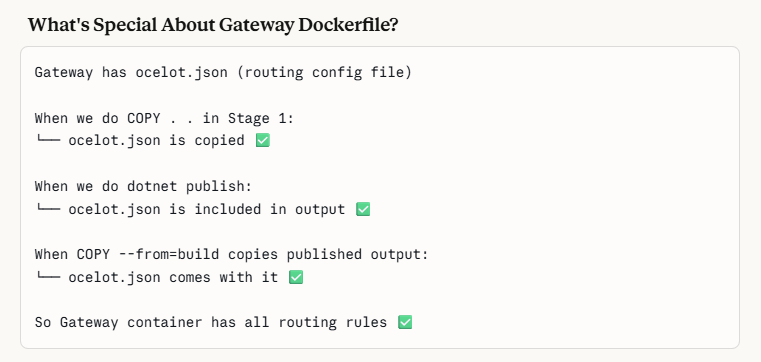 What's Special About Gateway Dockerfile?
Gateway has ocelot.json (routing config file)
When we do COPY . . in Stage 1:
└── ocelot.json is copied ✅
When we do dotnet publish:
└── ocelot.json is included in output ✅
When COPY --from=build copies published output:
└── ocelot.json comes with it ✅
So Gateway container has all routing rules ✅